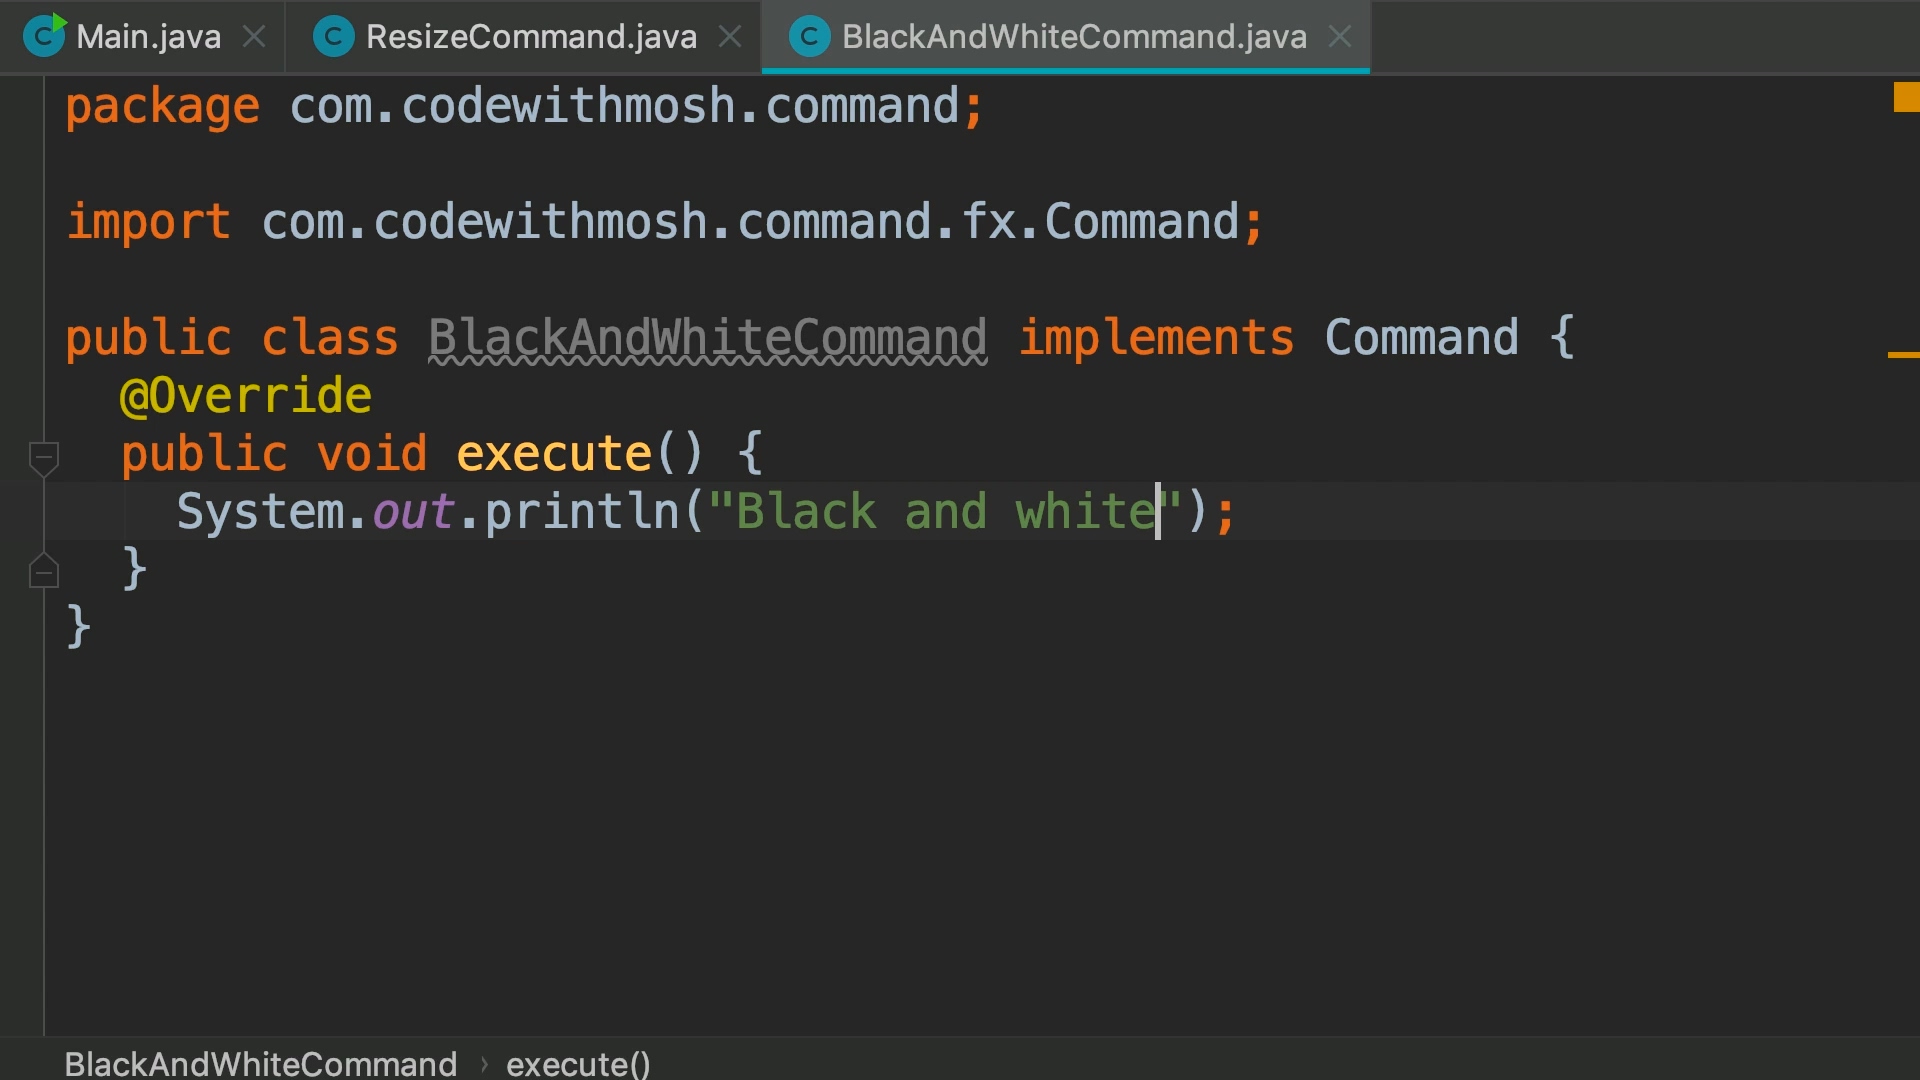 Main.java
ResizeCommand.java
BlackAndWhiteCommand.java
package com.codewithmosh.command;
import com.codewithmosh.command.fx.Command;
public class BlackAndWhiteCommand implements Command {
@Override
public void execute() {
System.out.println("Black and white");
}
}
BlackAndWhiteCommand › execute()